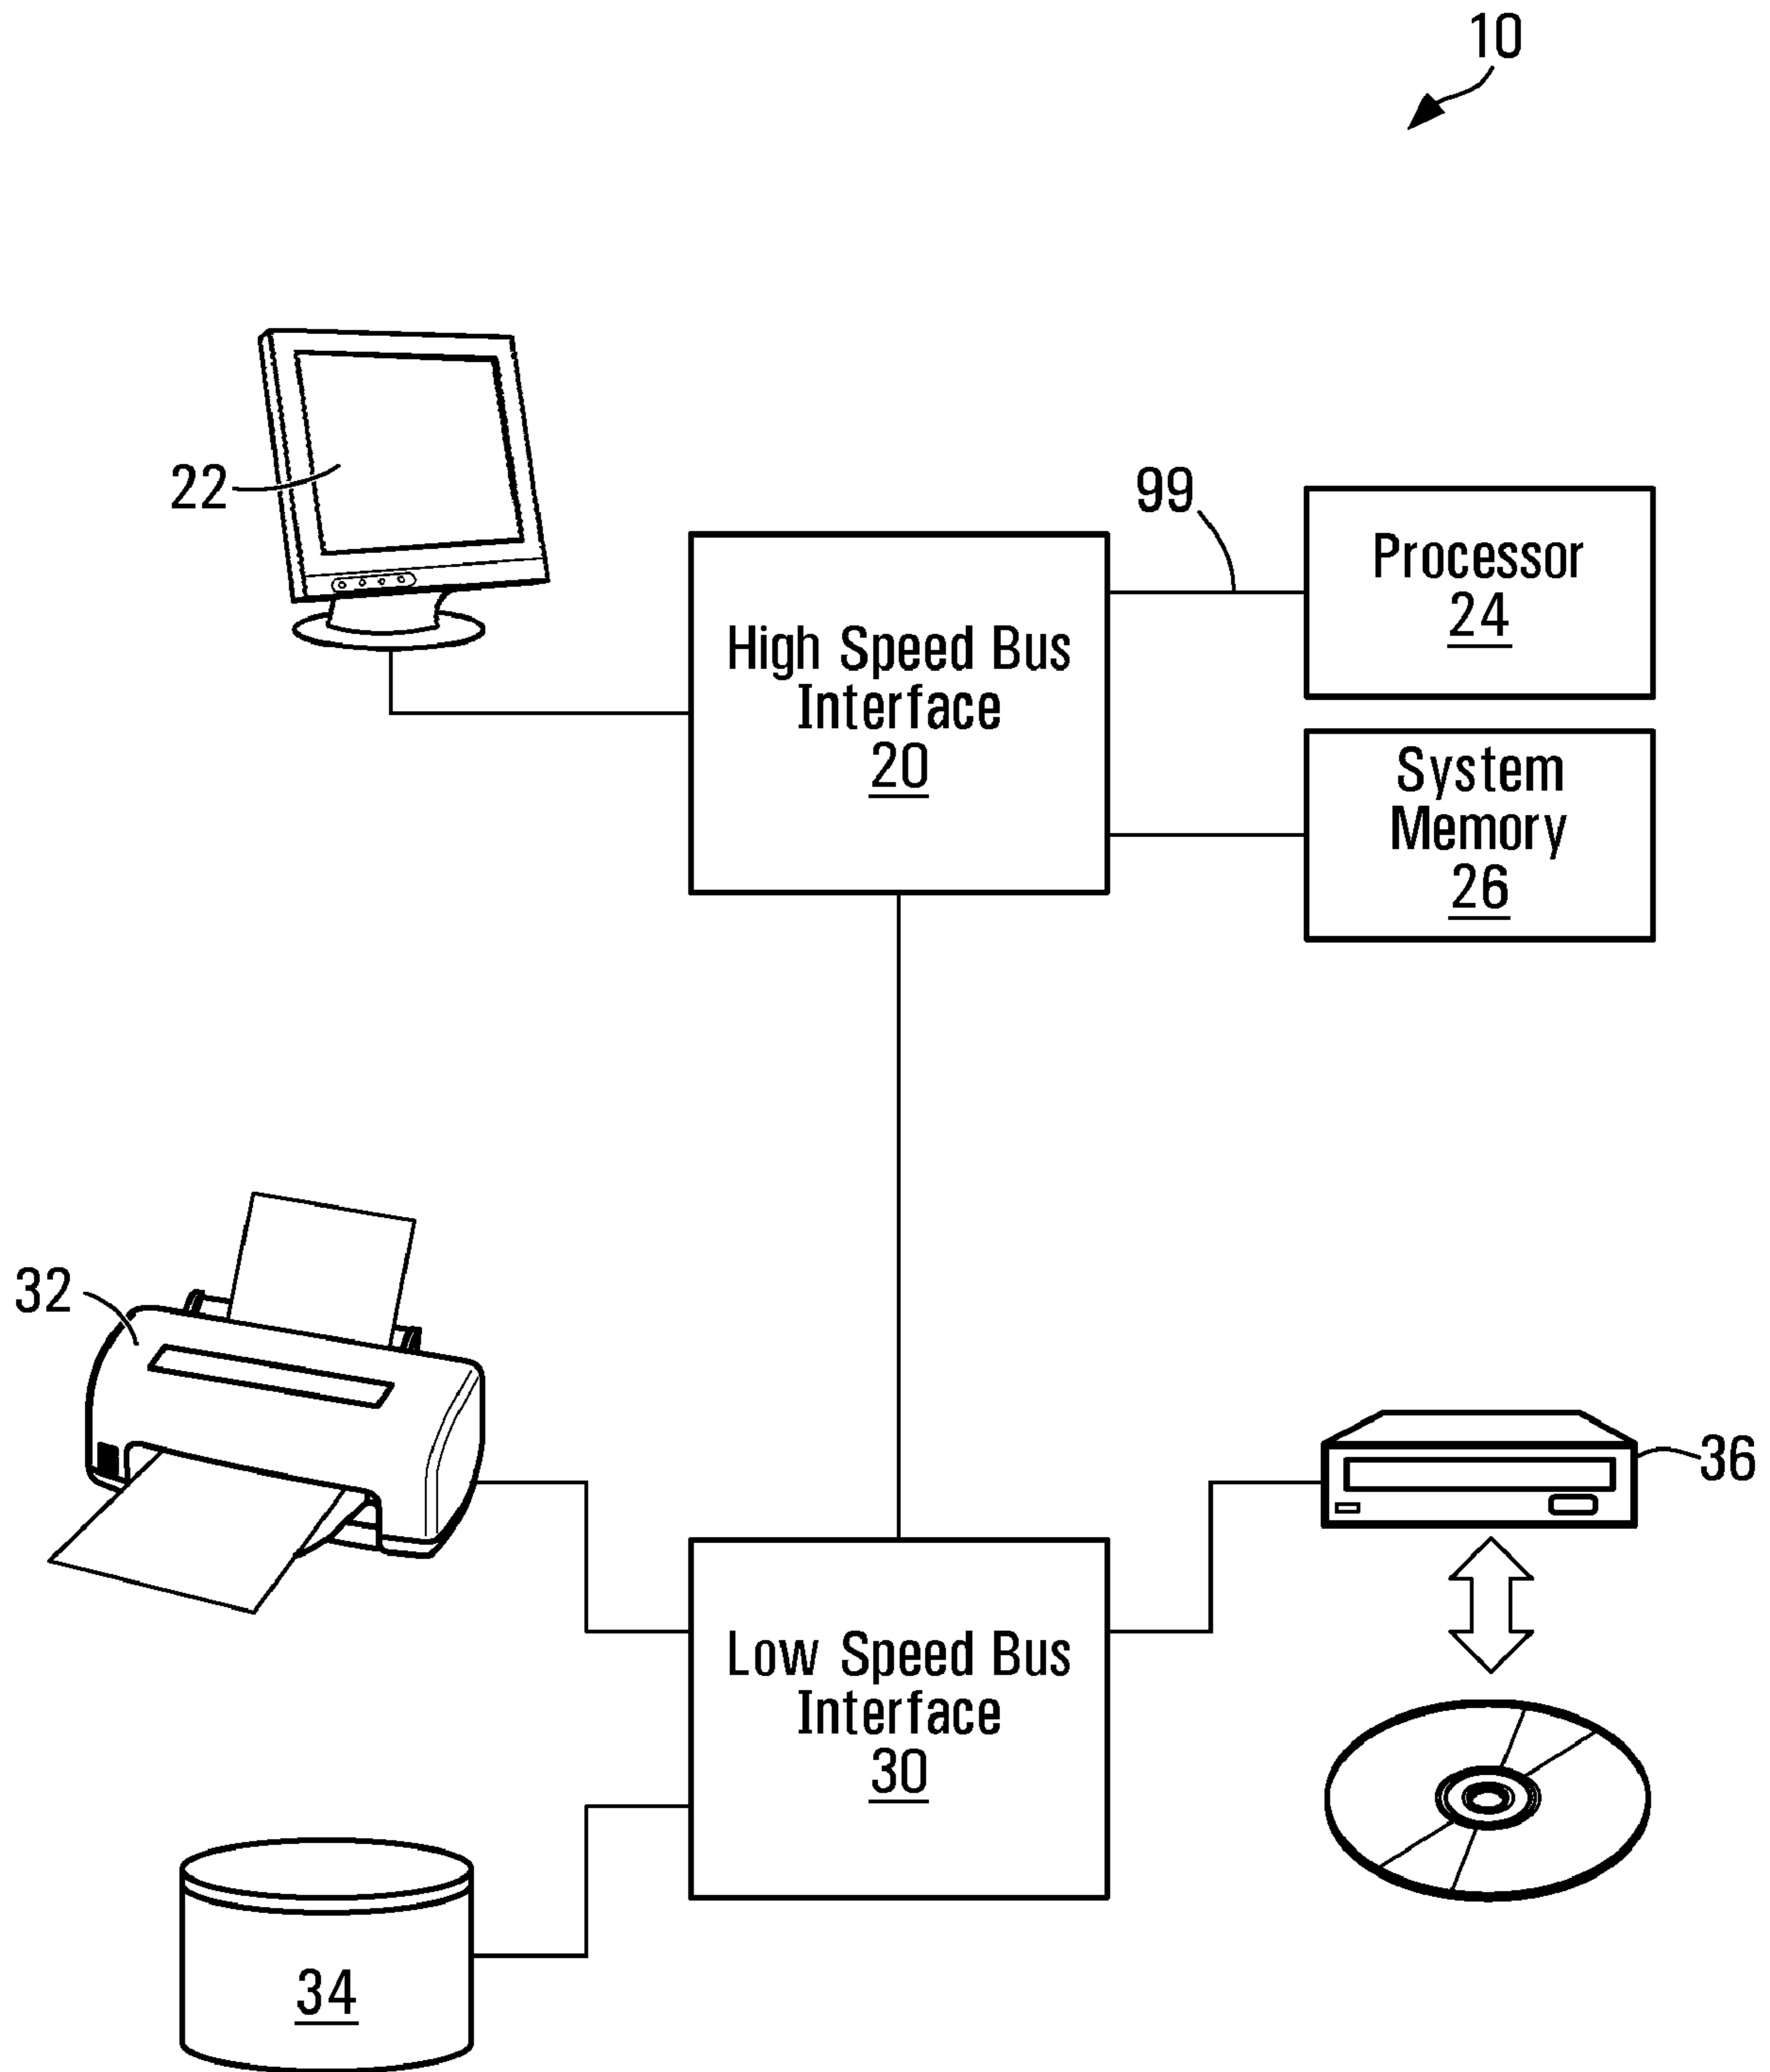 10
22
99
Processor
24
High Speed Bus
Interface
20
System
Memory
26
32
36
Low Speed Bus
Interface
30
34